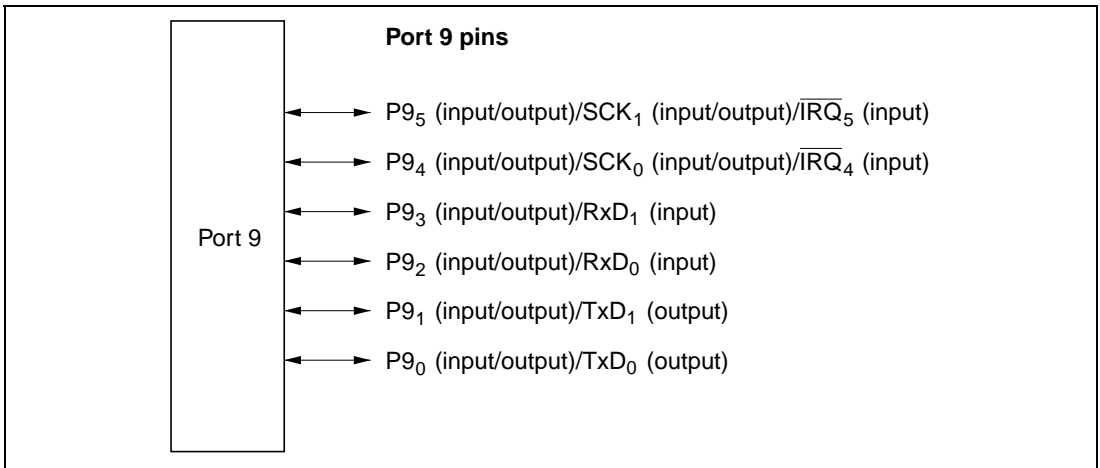 Port 9 pins
P9₅ (input/output)/SCK₁ (input/output)/I̅R̅Q̅₅ (input)
P9₄ (input/output)/SCK₀ (input/output)/I̅R̅Q̅₄ (input)
P9₃ (input/output)/RxD₁ (input)
Port 9
P9₂ (input/output)/RxD₀ (input)
P9₁ (input/output)/TxD₁ (output)
P9₀ (input/output)/TxD₀ (output)